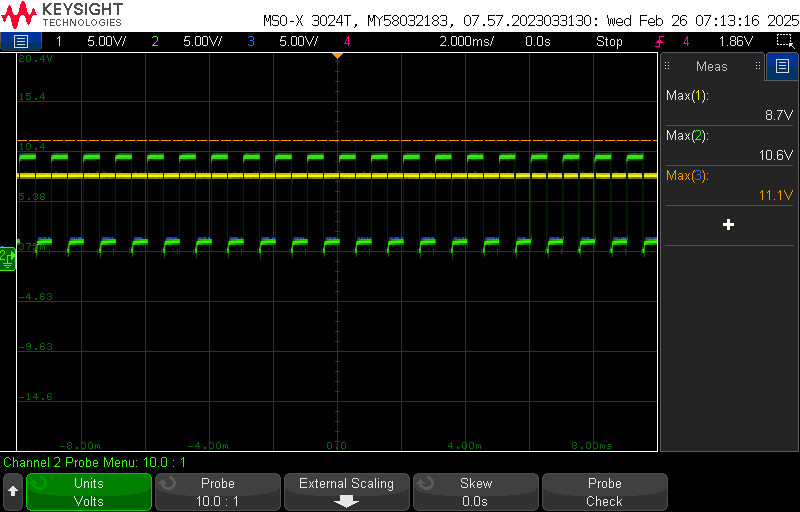 KEYSIGHT
TECHNOLOGIES
MSO-X 3024T, MY58032183, 07.57.2023033130: Wed Feb 26 07:13:16 2025
1 5.00V/ 2 5.00V/ 3 5.00V/ 4 2.000ms/ 0.0s Stop 4 1.86V
20.4V
15.4
10.4
5.38
375m
-4.63
-9.63
-14.6
-8.00m -4.00m 0.0 4.00m 8.00ms
2
Meas
Max(1):
8.7V
Max(2):
10.6V
Max(3):
11.1V
+
Channel 2 Probe Menu: 10.0 : 1
Units Probe External Scaling Skew Probe
Volts 10.0 : 1 0.0s Check